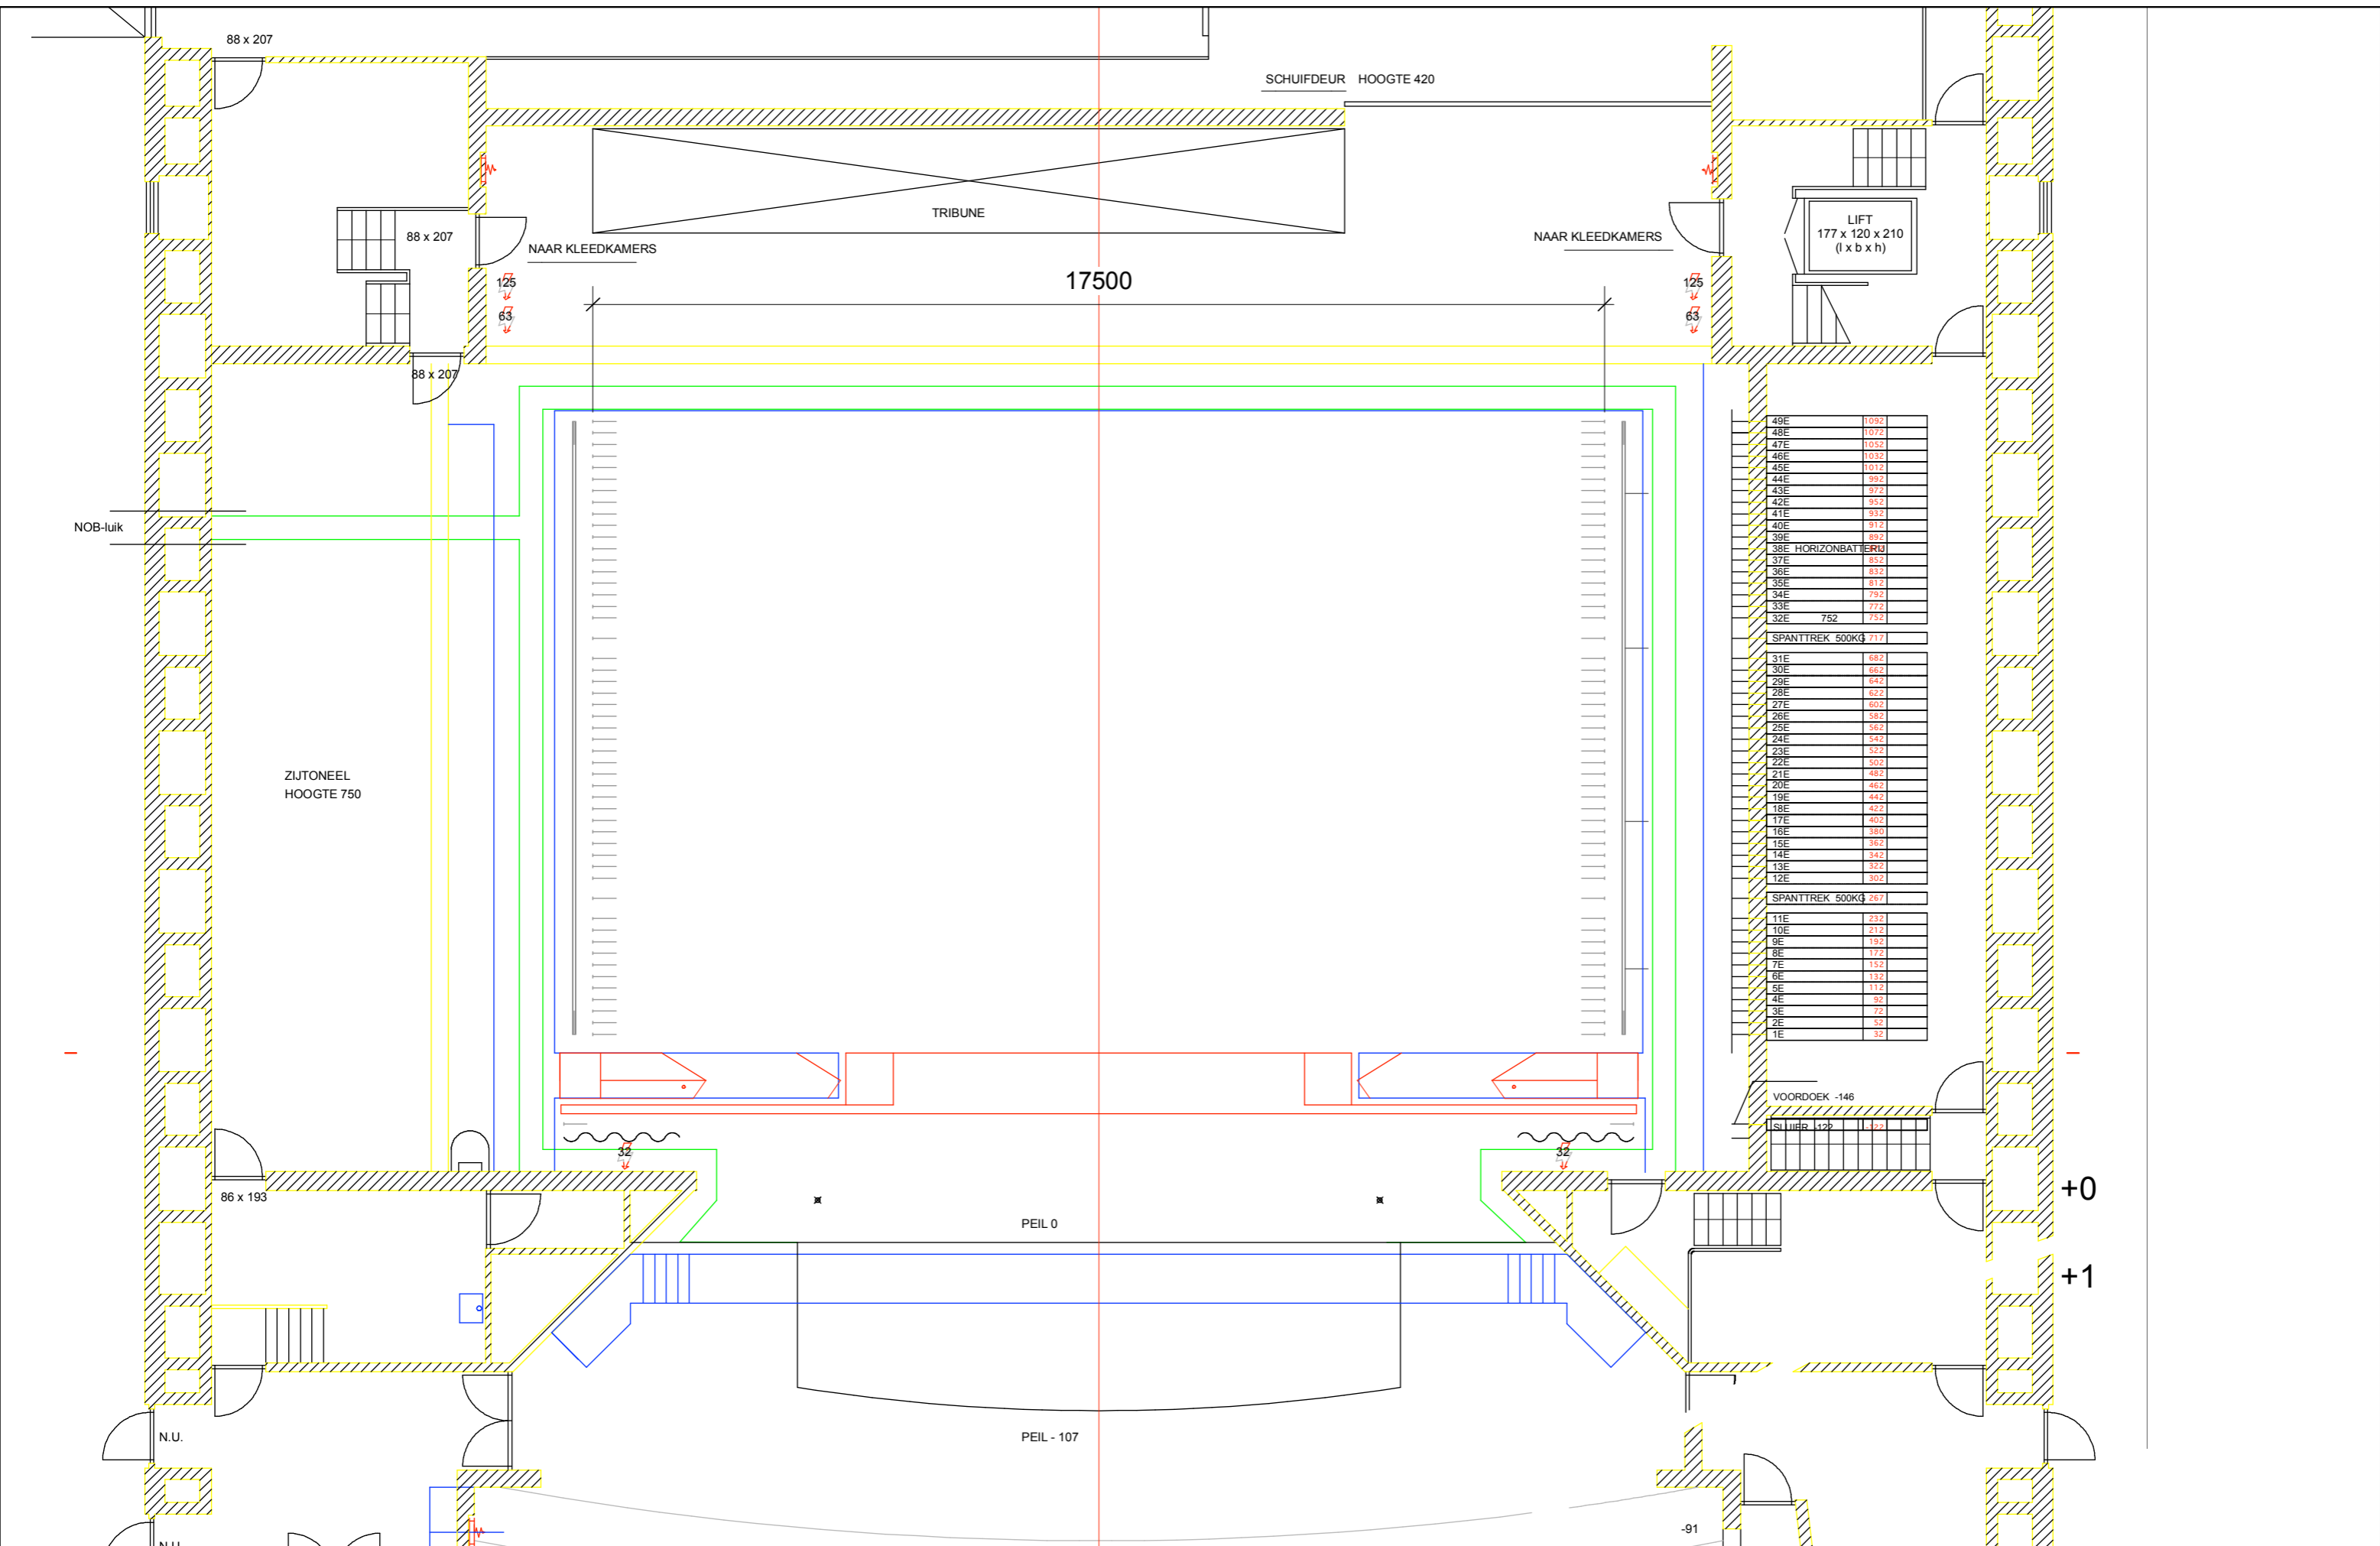 88 x 207
SCHUIFDEUR HOOGTE 420
TRIBUNE
88 x 207
NAAR KLEEDKAMERS
NAAR KLEEDKAMERS
LIFT
177 x 120 x 210
(l x b x h)
17500
125
63
125
63
88 x 207
NOB-luik
ZIJTONEEL
HOOGTE 750
49E 1092
48E 1072
47E 1052
46E 1032
45E 1012
44E 992
43E 972
42E 952
41E 932
40E 912
39E 892
38E HORIZONBATTERIJ
37E 852
36E 832
35E 812
34E 792
33E 772
32E 752 752
SPANTTREK 500KG 717
31E 682
30E 662
29E 642
28E 622
27E 602
26E 582
25E 562
24E 542
23E 522
22E 502
21E 482
20E 462
19E 442
18E 422
17E 402
16E 380
15E 362
14E 342
13E 322
12E 302
SPANTTREK 500KG 267
11E 232
10E 212
9E 192
8E 172
7E 152
6E 132
5E 112
4E 92
3E 72
2E 52
1E 32
VOORDOEK -146
SLUIER -122 -122
32
32
86 x 193
PEIL 0
+0
+1
N.U.
PEIL - 107
-91
N.U.